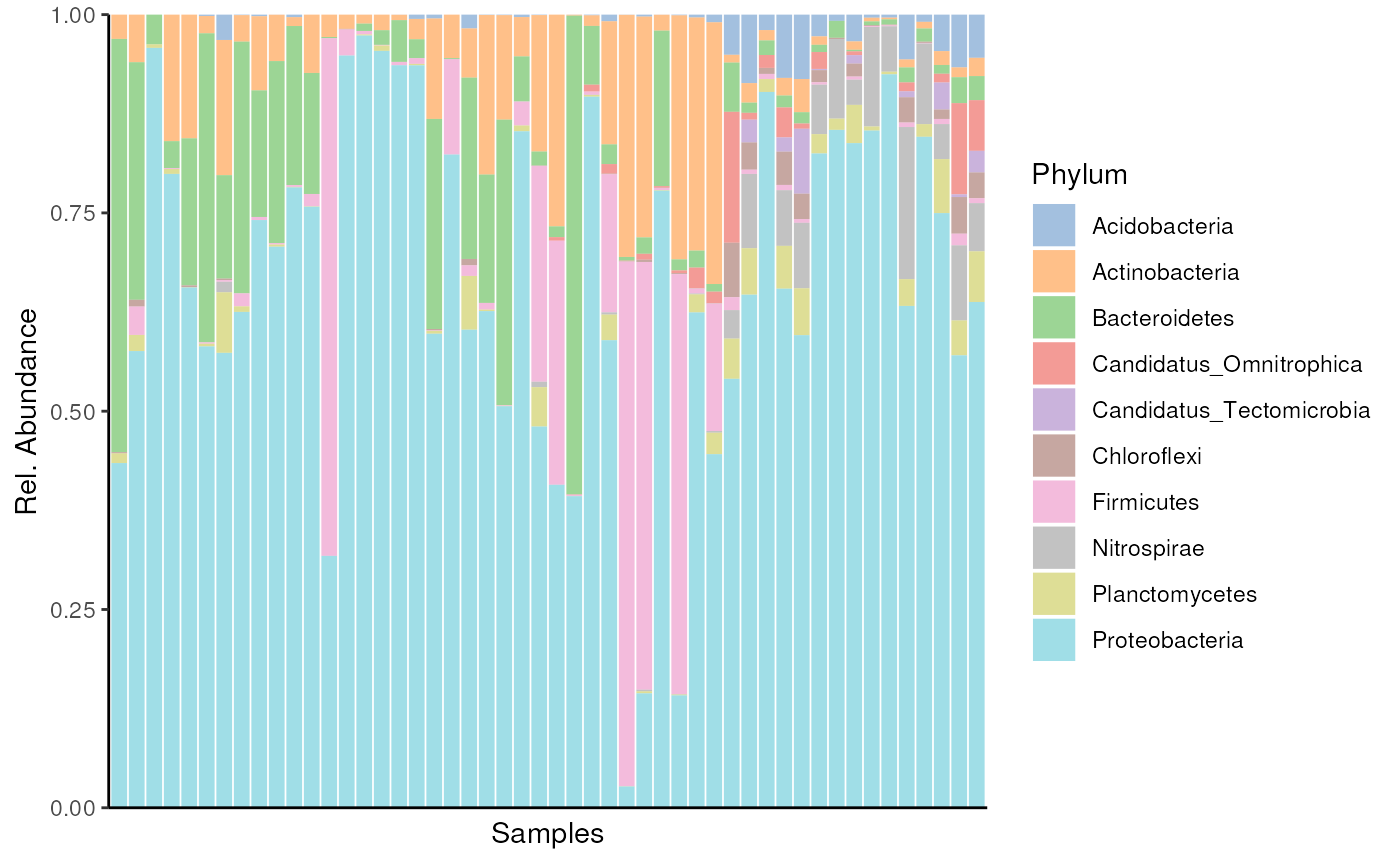 1.00
0.75
0.50
0.25
0.00
Rel. Abundance
Samples
Phylum
Acidobacteria
Actinobacteria
Bacteroidetes
Candidatus_Omnitrophica
Candidatus_Tectomicrobia
Chloroflexi
Firmicutes
Nitrospirae
Planctomycetes
Proteobacteria